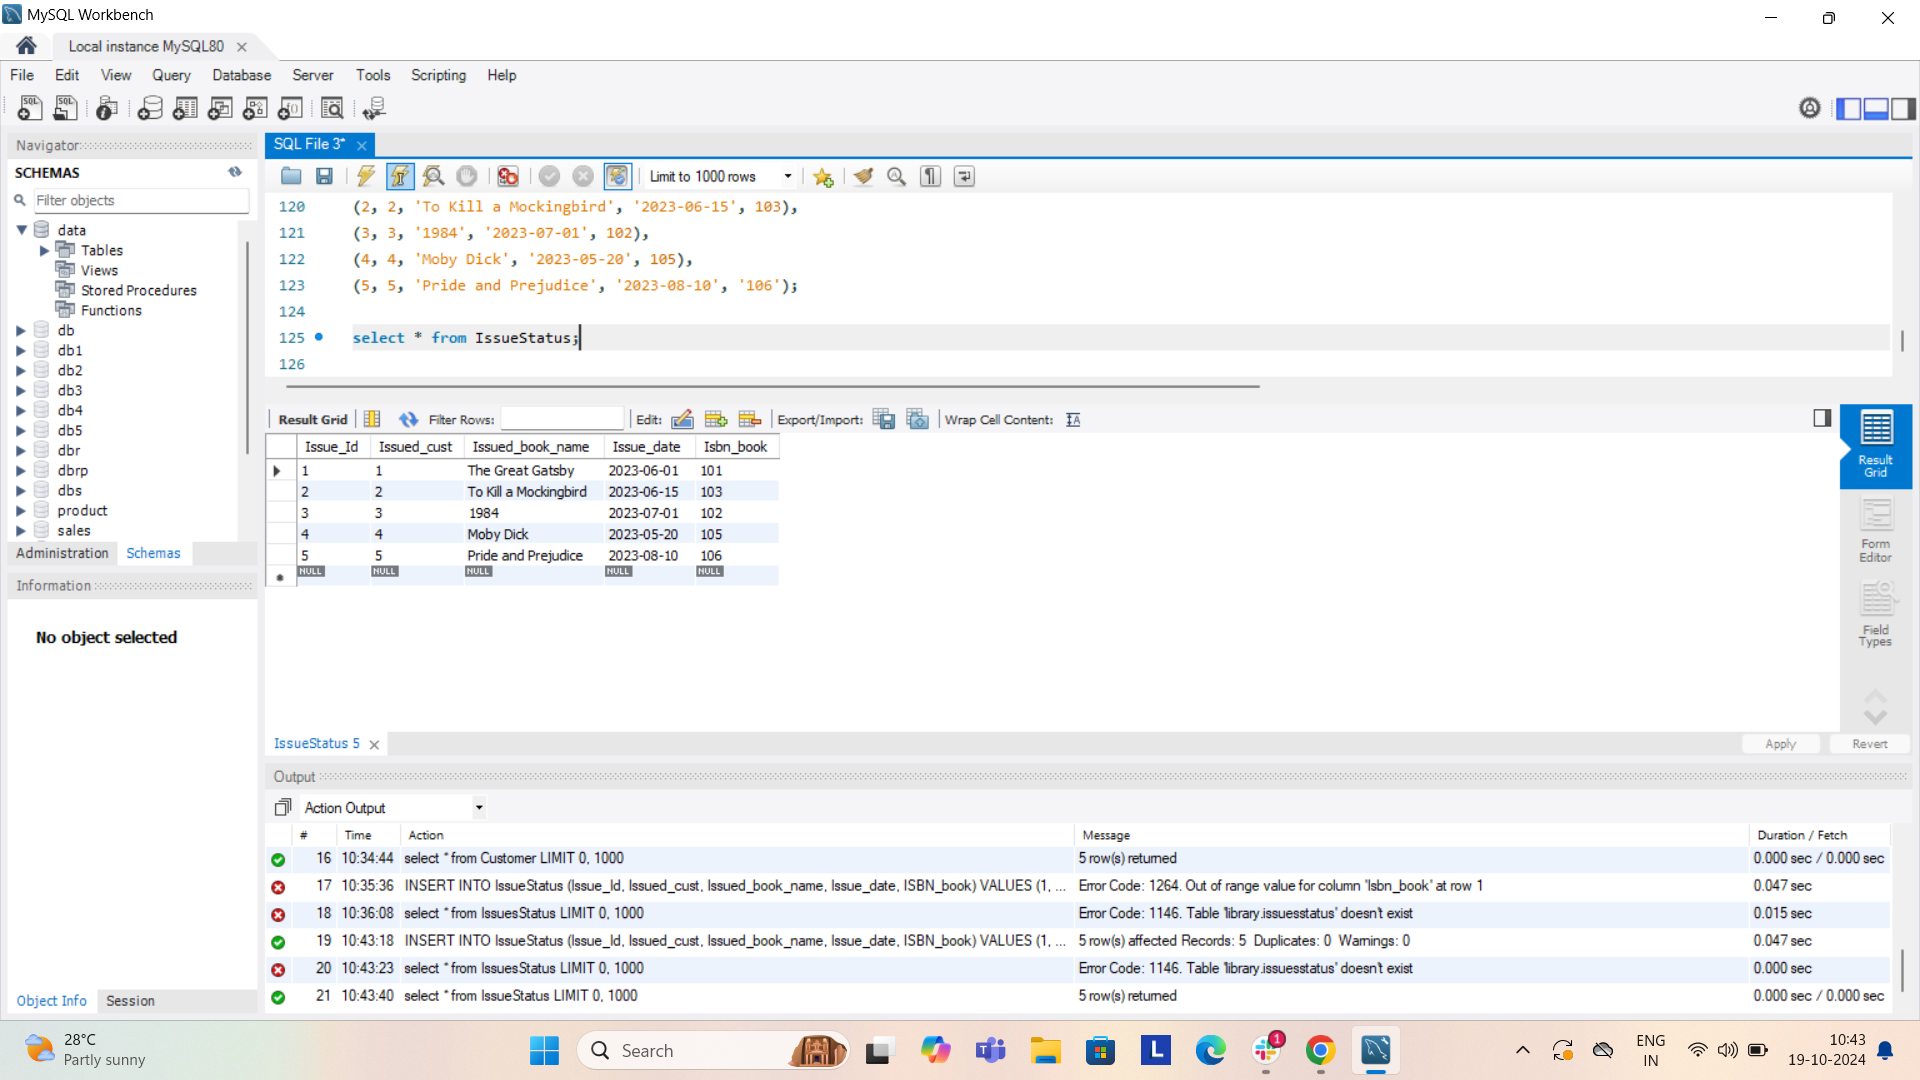 MySQL Workbench
Local instance MySQL80
File Edit View Query Database Server Tools Scripting Help
Navigator
SCHEMAS
Filter objects
data
Tables
Views
Stored Procedures
Functions
db
db1
db2
db3
db4
db5
dbr
dbrp
dbs
product
sales
Administration Schemas
Information
No object selected
Object Info Session
SQL File 3*
Limit to 1000 rows
120 (2, 2, 'To Kill a Mockingbird', '2023-06-15', 103),
121 (3, 3, '1984', '2023-07-01', 102),
122 (4, 4, 'Moby Dick', '2023-05-20', 105),
123 (5, 5, 'Pride and Prejudice', '2023-08-10', '106');
124
125 select * from IssueStatus;
126
Result Grid Filter Rows: Edit: Export/Import: Wrap Cell Content:
Issue_Id Issued_cust Issued_book_name Issue_date Isbn_book
1 1 The Great Gatsby 2023-06-01 101
2 2 To Kill a Mockingbird 2023-06-15 103
3 3 1984 2023-07-01 102
4 4 Moby Dick 2023-05-20 105
5 5 Pride and Prejudice 2023-08-10 106
NULL NULL NULL NULL NULL
Result
Grid
Form
Editor
Field
Types
IssueStatus 5
Apply Revert
Output
Action Output
# Time Action Message Duration / Fetch
16 10:34:44 select * from Customer LIMIT 0, 1000 5 row(s) returned 0.000 sec / 0.000 sec
17 10:35:36 INSERT INTO IssueStatus (Issue_Id, Issued_cust, Issued_book_name, Issue_date, ISBN_book) VALUES (1, ... Error Code: 1264. Out of range value for column 'Isbn_book' at row 1 0.047 sec
18 10:36:08 select * from IssuesStatus LIMIT 0, 1000 Error Code: 1146. Table 'library.issuesstatus' doesn't exist 0.015 sec
19 10:43:18 INSERT INTO IssueStatus (Issue_Id, Issued_cust, Issued_book_name, Issue_date, ISBN_book) VALUES (1, ... 5 row(s) affected Records: 5 Duplicates: 0 Warnings: 0 0.047 sec
20 10:43:23 select * from IssuesStatus LIMIT 0, 1000 Error Code: 1146. Table 'library.issuesstatus' doesn't exist 0.000 sec
21 10:43:40 select * from IssueStatus LIMIT 0, 1000 5 row(s) returned 0.000 sec / 0.000 sec
28°C
Partly sunny
Search
L
1
ENG
IN
10:43
19-10-2024